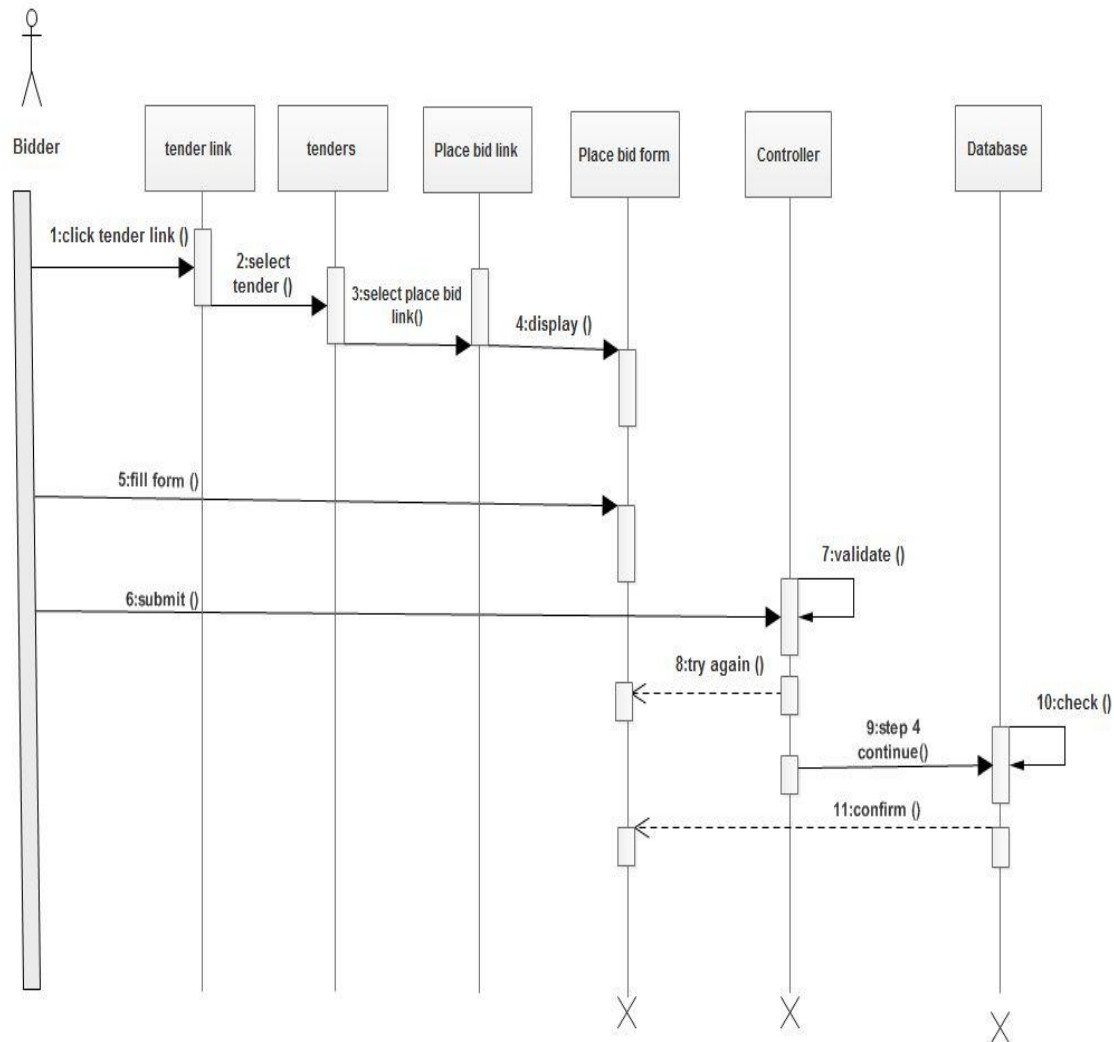 Bidder
tender link
tenders
Place bid link
Place bid form
Controller
Database
1:click tender link ()
2:select
tender ()
3:select place bid
link()
4:display ()
5:fill form ()
6:submit ()
7:validate ()
8:try again ()
9:step 4
continue()
10:check ()
11:confirm ()